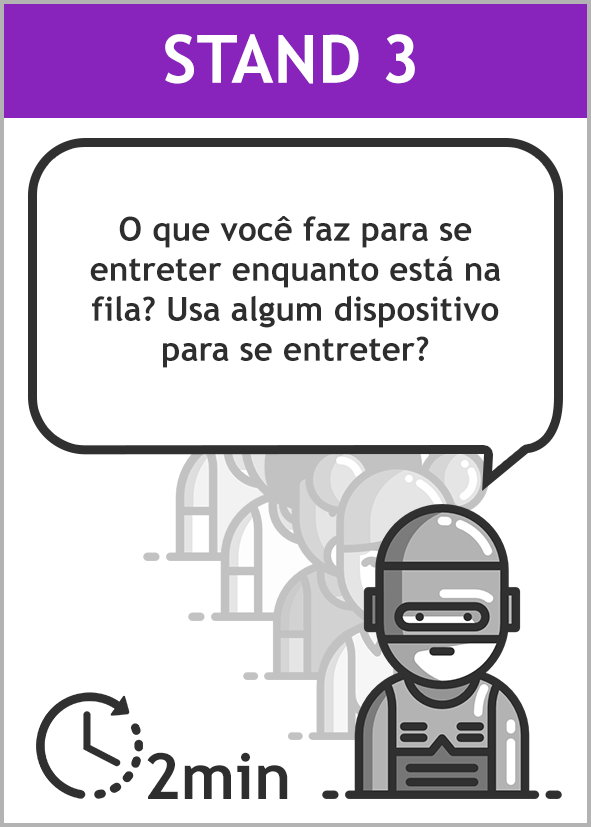 STAND 3
O que você faz para se
entreter enquanto está na
fila? Usa algum dispositivo
para se entreter?
2min